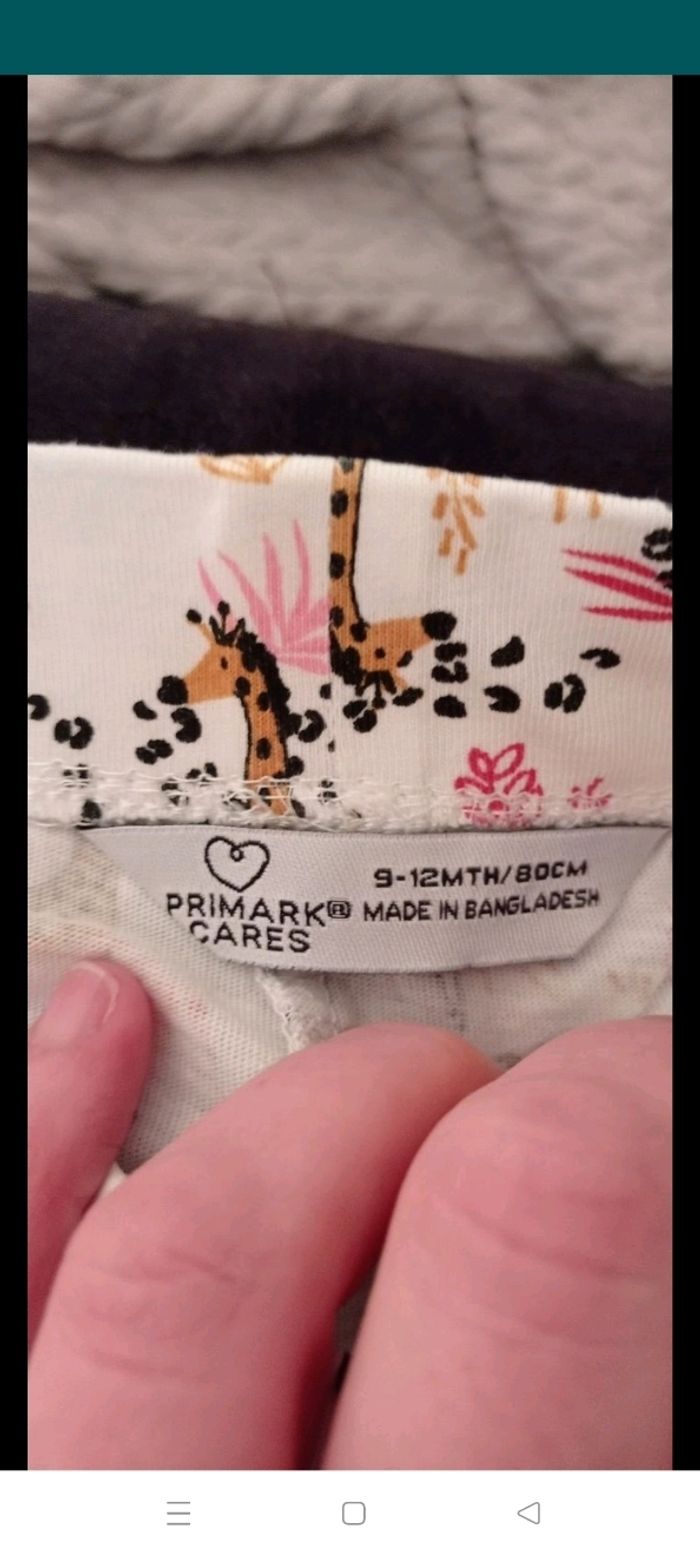 PRIMARK®
CARES
9-12MTH/80CM
MADE IN BANGLADESH